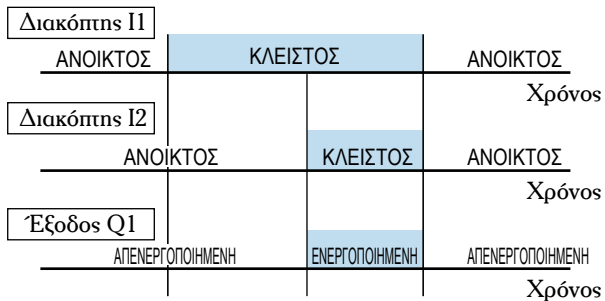 Διακόπτης Ι1
ΑΝΟΙΚΤΟΣ ΚΛΕΙΣΤΟΣ ΑΝΟΙΚΤΟΣ
Χρόνος
Διακόπτης Ι2
ΑΝΟΙΚΤΟΣ ΚΛΕΙΣΤΟΣ ΑΝΟΙΚΤΟΣ
Χρόνος
Έξοδος Q1
ΑΠΕΝΕΡΓΟΠΟΙΗΜΕΝΗ ΕΝΕΡΓΟΠΟΙΗΜΕΝΗ ΑΠΕΝΕΡΓΟΠΟΙΗΜΕΝΗ
Χρόνος